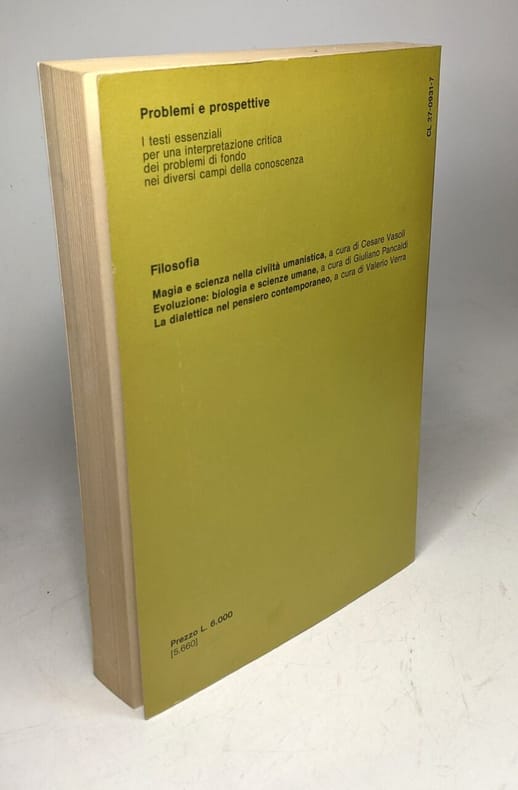 Problemi e prospettive
I testi essenziali
per una interpretazione critica
dei problemi di fondo
nei diversi campi della conoscenza
CL 27-0931-7
Filosofia
Magia e scienza nella civiltà umanistica, a cura di Cesare Vasoli
Evoluzione: biologia e scienze umane, a cura di Giuliano Pancaldi
La dialettica nel pensiero contemporaneo, a cura di Valerio Verra
Prezzo L. 6.000
[5.660]